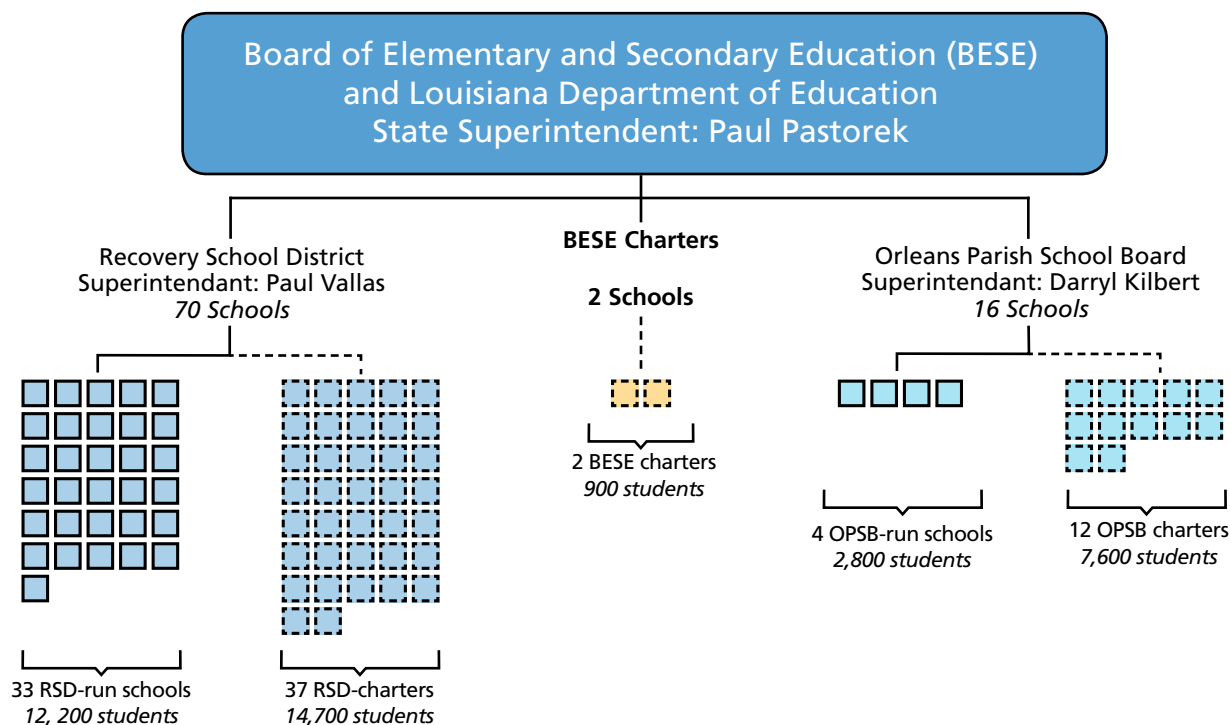 Board of Elementary and Secondary Education (BESE)
and Louisiana Department of Education
State Superintendent: Paul Pastorek
Recovery School District
Superintendant: Paul Vallas
70 Schools
BESE Charters
2 Schools
Orleans Parish School Board
Superintendant: Darryl Kilbert
16 Schools
2 BESE charters
900 students
4 OPSB-run schools
2,800 students
12 OPSB charters
7,600 students
33 RSD-run schools
12, 200 students
37 RSD-charters
14,700 students